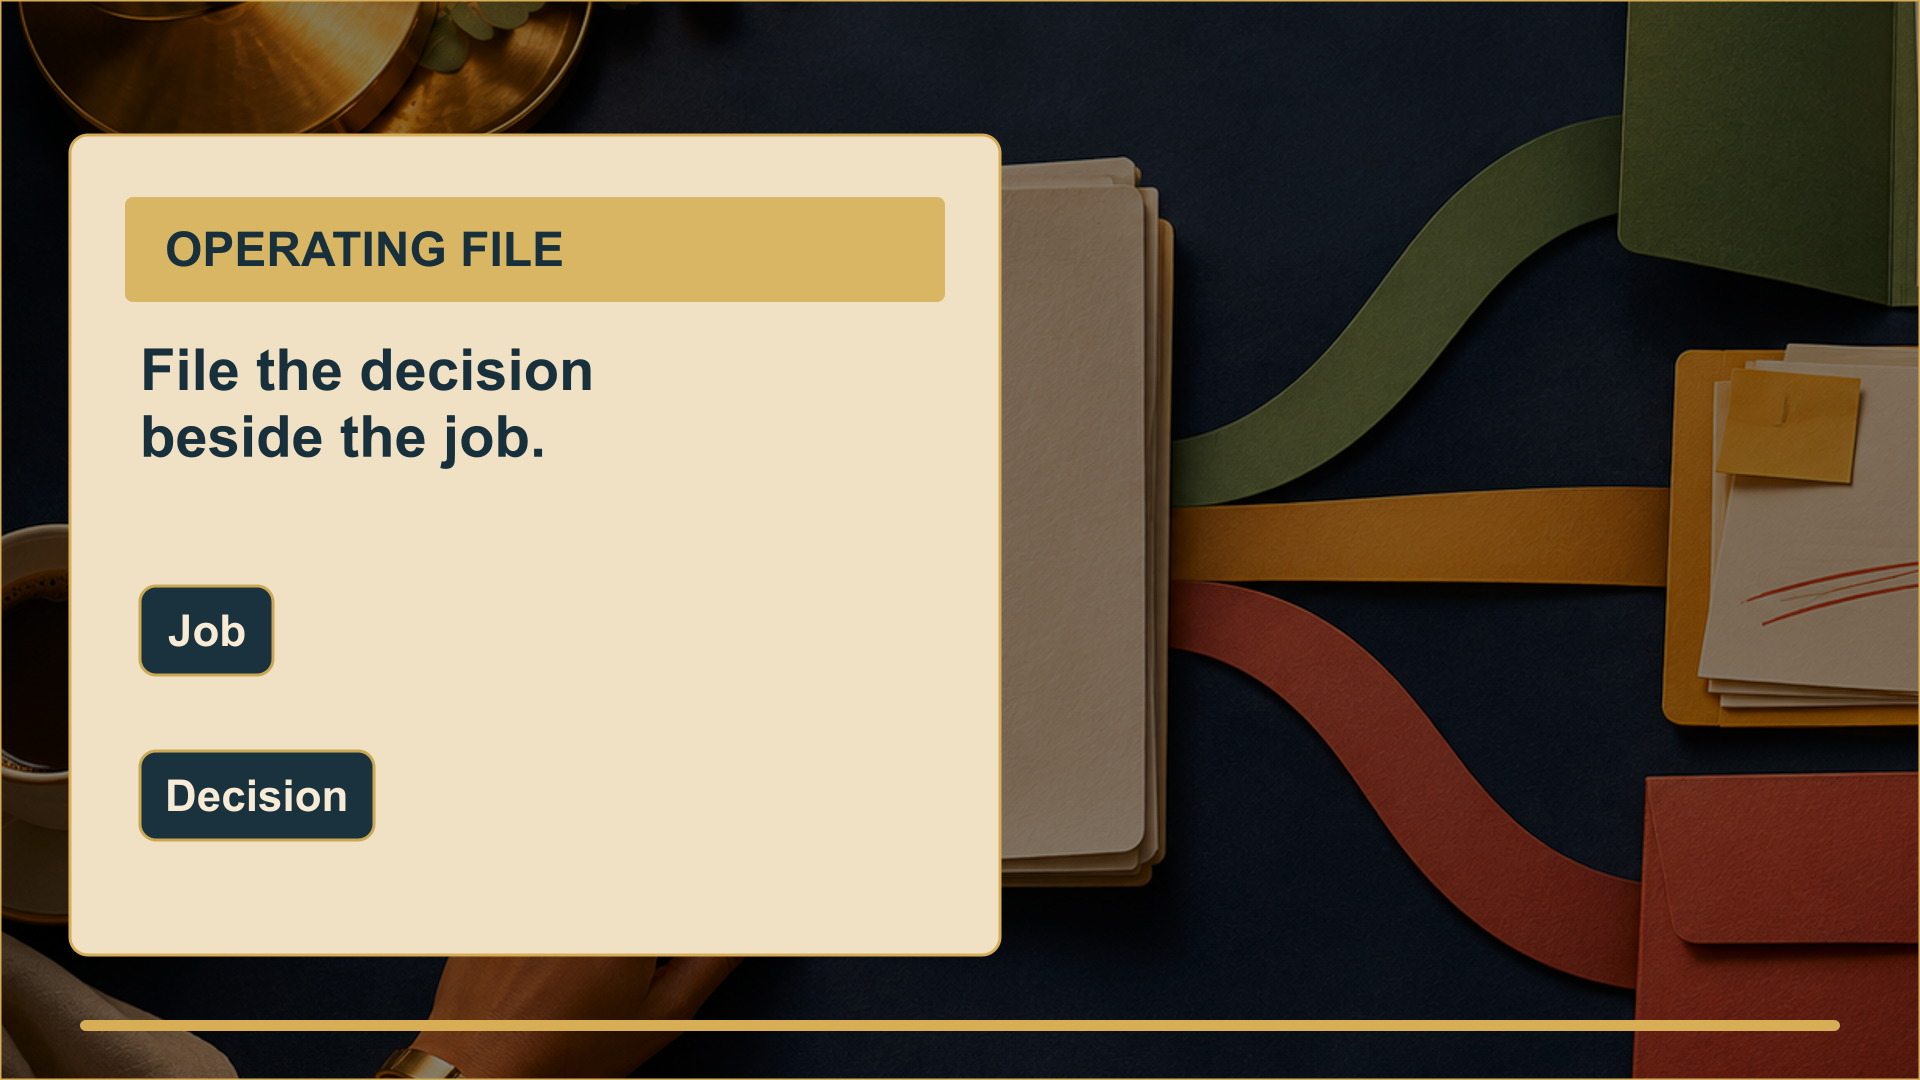 OPERATING FILE
File the decision
beside the job.
Job
Decision